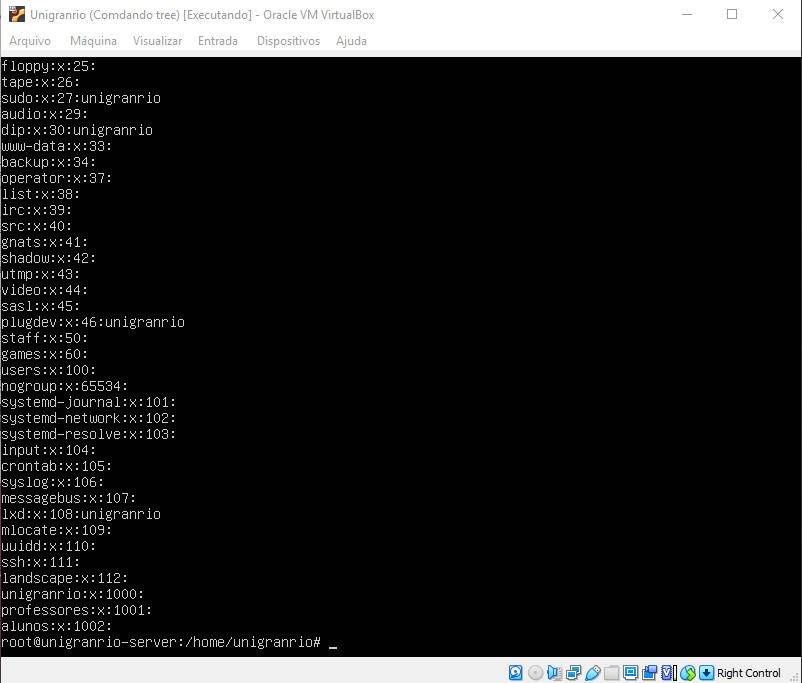 Unigranrio (Comdando tree) [Executando] - Oracle VM VirtualBox
Arquivo Máquina Visualizar Entrada Dispositivos Ajuda
floppy:x:25:
tape:x:26:
sudo:x:27:unigranrio
audio:x:29:
dip:x:30:unigranrio
www-data:x:33:
backup:x:34:
operator:x:37:
list:x:38:
irc:x:39:
src:x:40:
gnats:x:41:
shadow:x:42:
utmp:x:43:
video:x:44:
sasl:x:45:
plugdev:x:46:unigranrio
staff:x:50:
games:x:60:
users:x:100:
nogroup:x:65534:
systemd-journal:x:101:
systemd-network:x:102:
systemd-resolve:x:103:
input:x:104:
crontab:x:105:
syslog:x:106:
messagebus:x:107:
lxd:x:108:unigranrio
mlocate:x:109:
uuidd:x:110:
ssh:x:111:
landscape:x:112:
unigranrio:x:1000:
professores:x:1001:
alunos:x:1002:
root@unigranrio-server:/home/unigranrio# _
Right Control